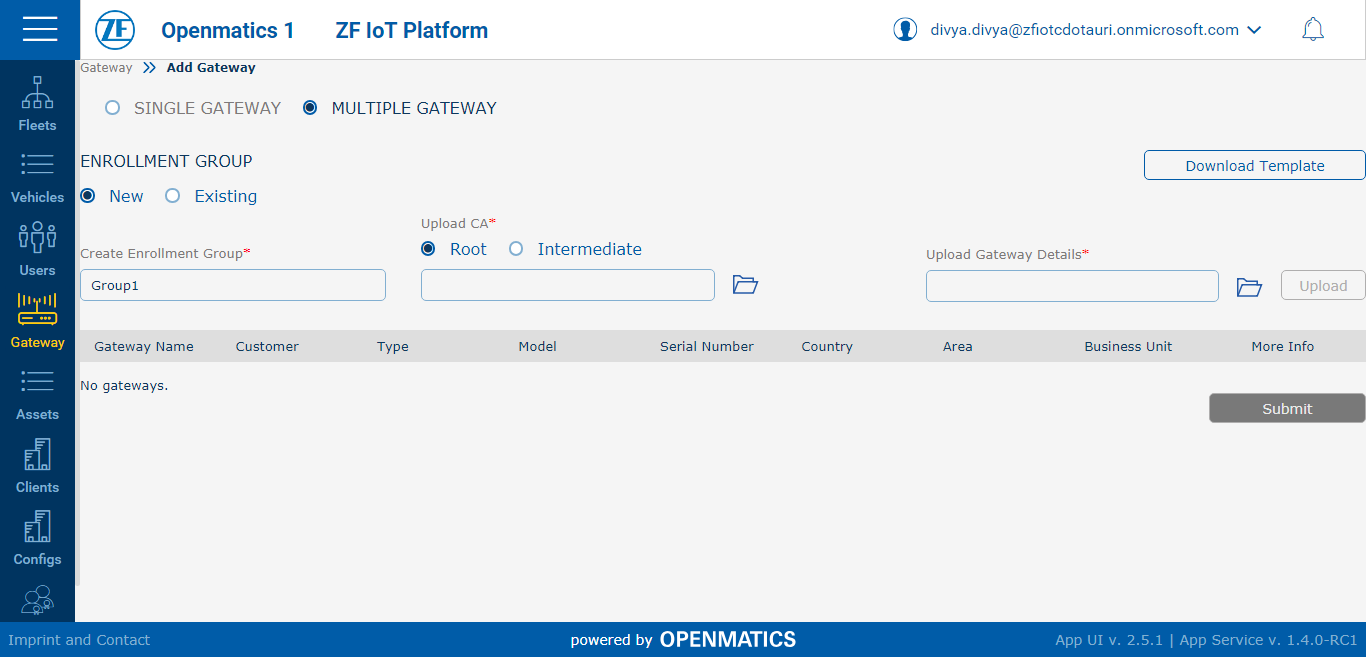 ZF Openmatics 1 ZF IoT Platform divya.divya@zfiotcdotauri.onmicrosoft.com
Gateway Add Gateway
SINGLE GATEWAY MULTIPLE GATEWAY
Fleets
Vehicles
Users
Gateway
Assets
Clients
Configs
ENROLLMENT GROUP
Download Template
New Existing
Upload CA*
Create Enrollment Group*
Root Intermediate
Upload Gateway Details*
Group1
Upload
Gateway Name Customer Type Model Serial Number Country Area Business Unit More Info
No gateways.
Submit
Imprint and Contact powered by OPENMATICS App UI v. 2.5.1 | App Service v. 1.4.0-RC1